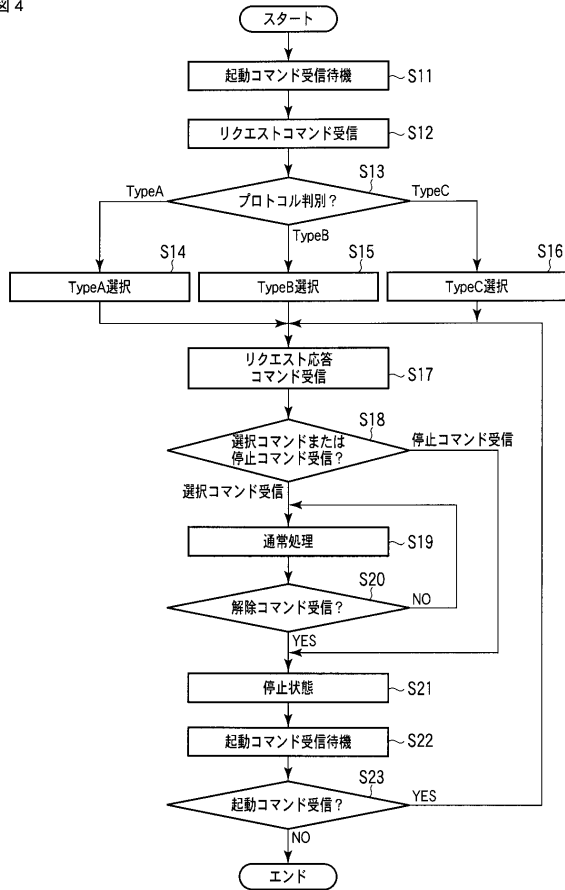 図4
スタート
起動コマンド受信待機
S11
リクエストコマンド受信
S12
S13
プロトコル判別?
TypeA
TypeC
TypeB
S14
S15
S16
TypeA選択
TypeB選択
TypeC選択
リクエスト応答
コマンド受信
S17
S18
選択コマンドまたは
停止コマンド受信?
停止コマンド受信
選択コマンド受信
通常処理
S19
S20
解除コマンド受信?
NO
YES
停止状態
S21
起動コマンド受信待機
S22
S23
起動コマンド受信?
YES
NO
エンド